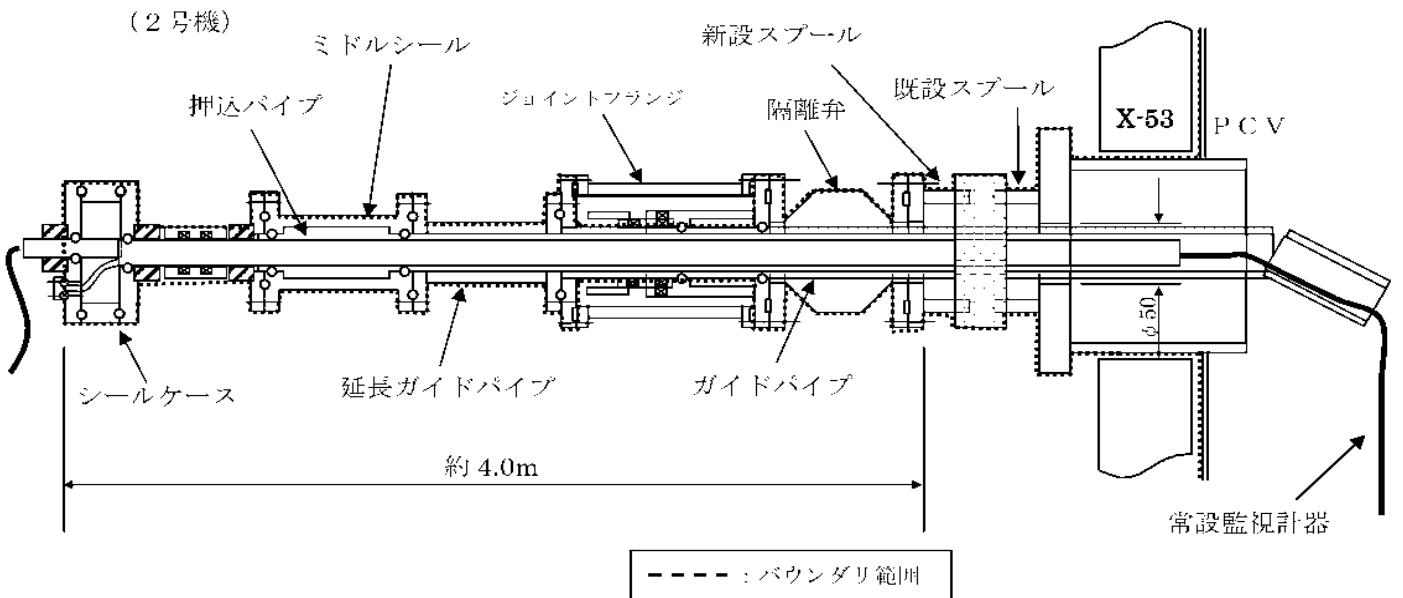 （２号機）
ミドルシール
新設スプール
押込パイプ
ジョイントフランジ
隔離弁
既設スプール
X-53
ＰＣＶ
φ50
シールケース
延長ガイドパイプ
ガイドパイプ
約 4.0m
常設監視計器
：バウンダリ範囲